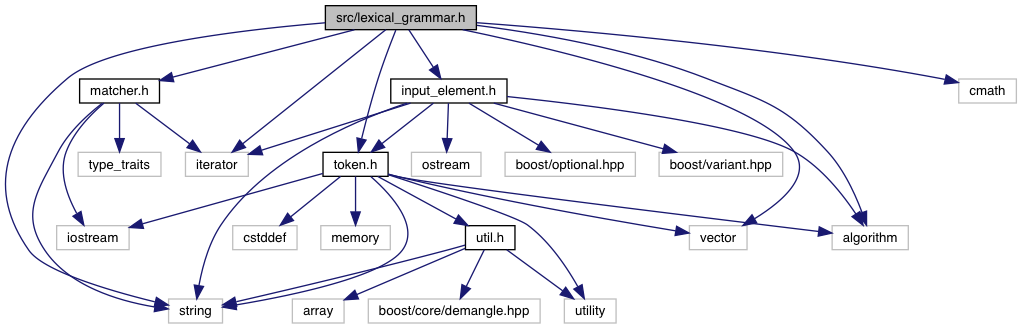 src/lexical_grammar.h
matcher.h
input_element.h
cmath
type_traits
iterator
token.h
ostream
boost/optional.hpp
boost/variant.hpp
iostream
cstddef
memory
util.h
vector
algorithm
string
array
boost/core/demangle.hpp
utility